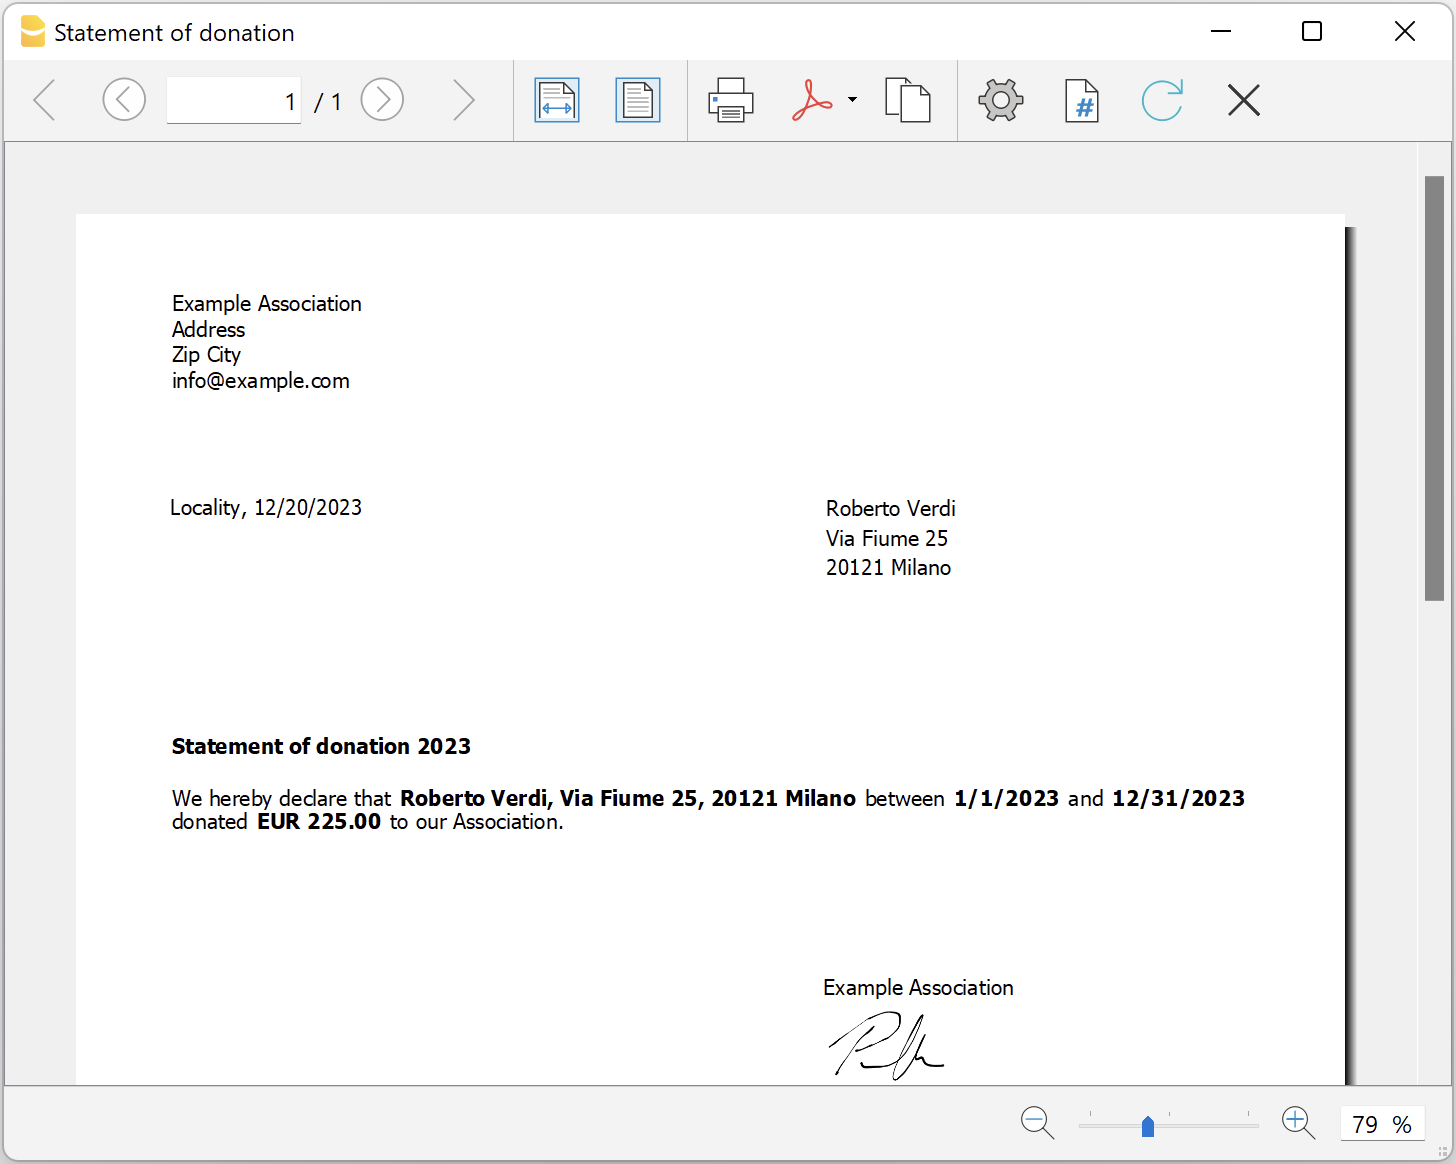 Statement of donation
1 / 1
#
Example Association
Address
Zip City
info@example.com
Locality, 12/20/2023
Roberto Verdi
Via Fiume 25
20121 Milano
Statement of donation 2023
We hereby declare that Roberto Verdi, Via Fiume 25, 20121 Milano between 1/1/2023 and 12/31/2023
donated EUR 225.00 to our Association.
Example Association
79 %